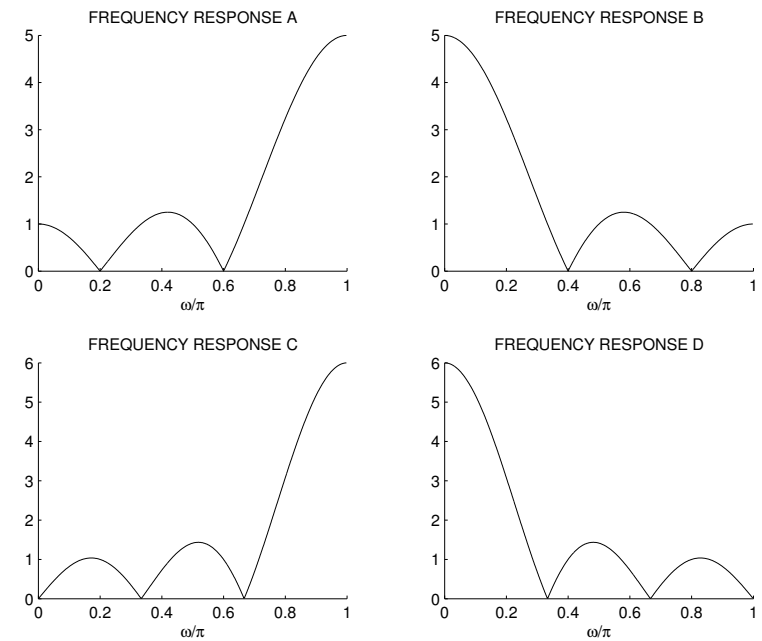 FREQUENCY RESPONSE A
5
4
3
2
1
0
0 0.2 0.4 0.6 0.8 1
ω/π
FREQUENCY RESPONSE B
5
4
3
2
1
0
0 0.2 0.4 0.6 0.8 1
ω/π
FREQUENCY RESPONSE C
6
5
4
3
2
1
0
0 0.2 0.4 0.6 0.8 1
ω/π
FREQUENCY RESPONSE D
6
5
4
3
2
1
0
0 0.2 0.4 0.6 0.8 1
ω/π